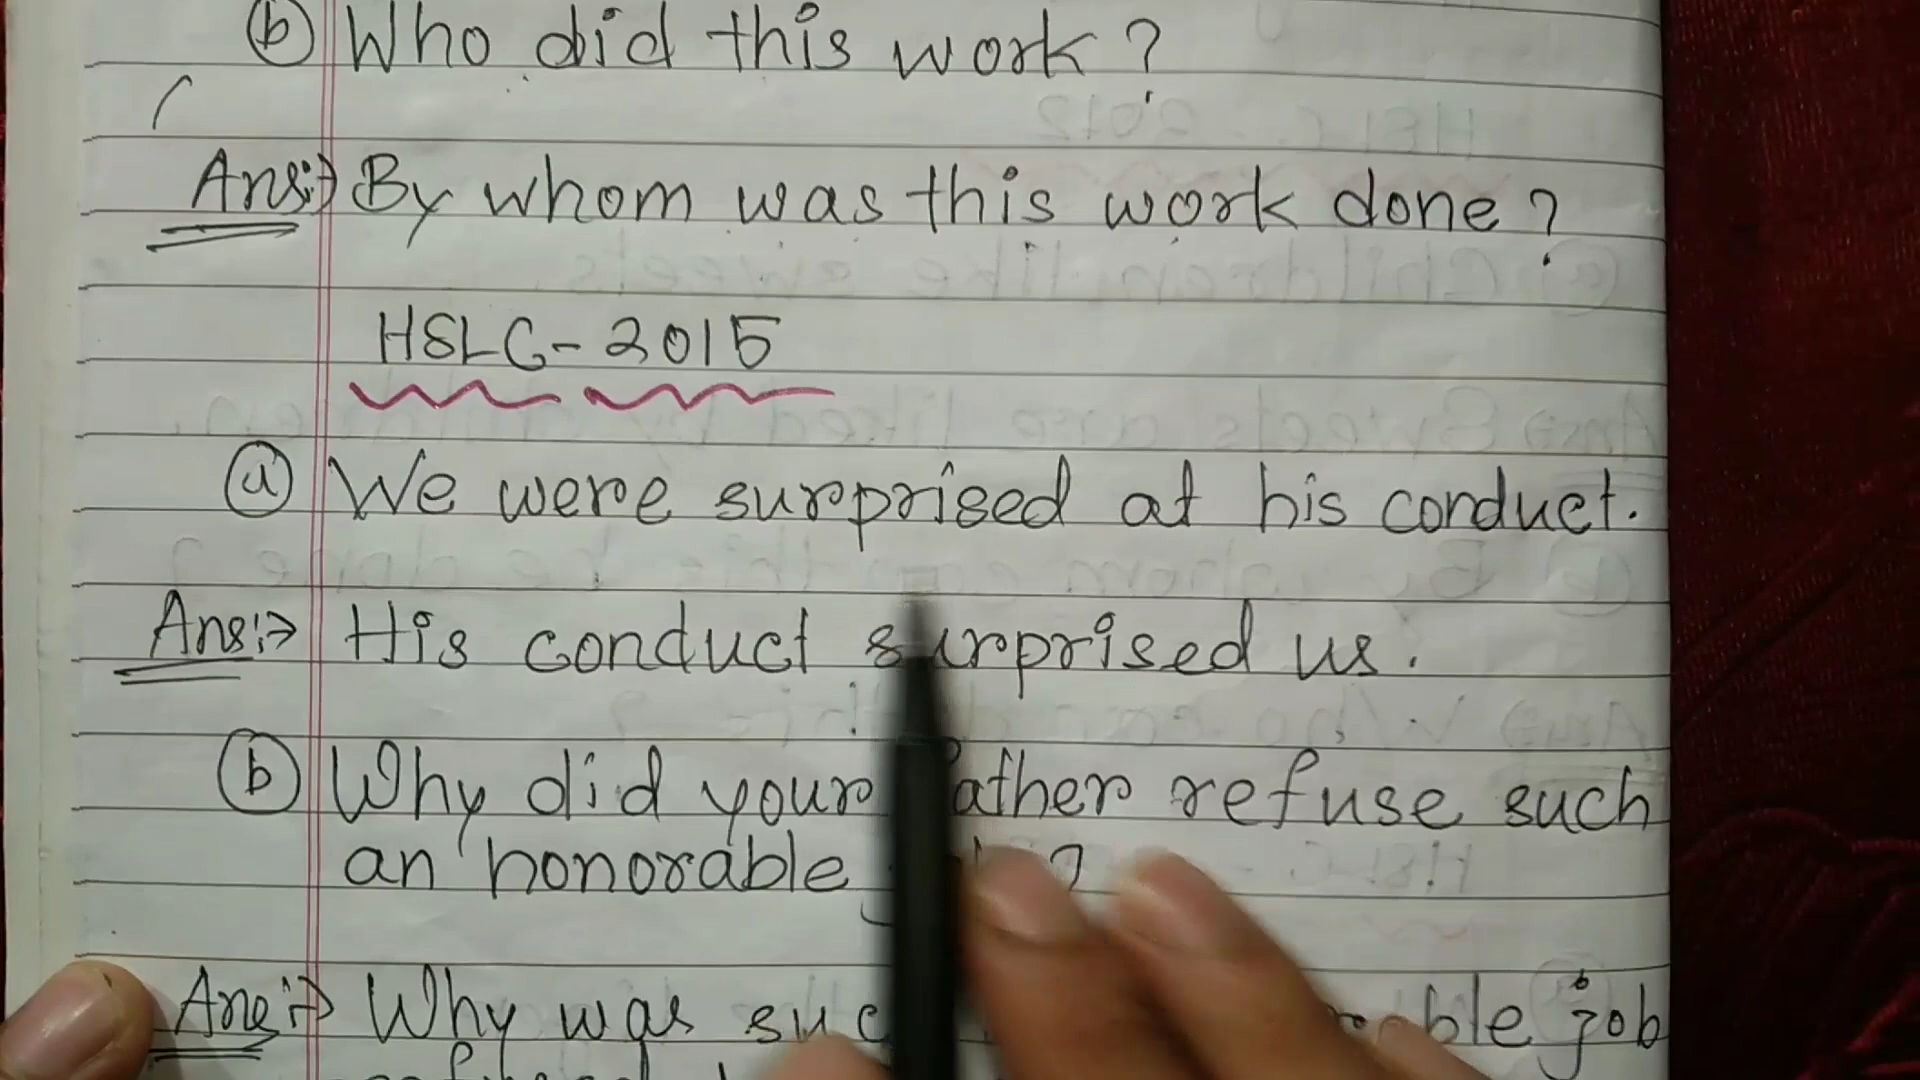 (b) Who did this work?
Ans:→ By whom was this work done?
HSLC-2015
(a) We were surprised at his conduct.
Ans:→ His conduct surprised us.
(b) Why did your father refuse such
an honorable ?
Ans:→ Why was job